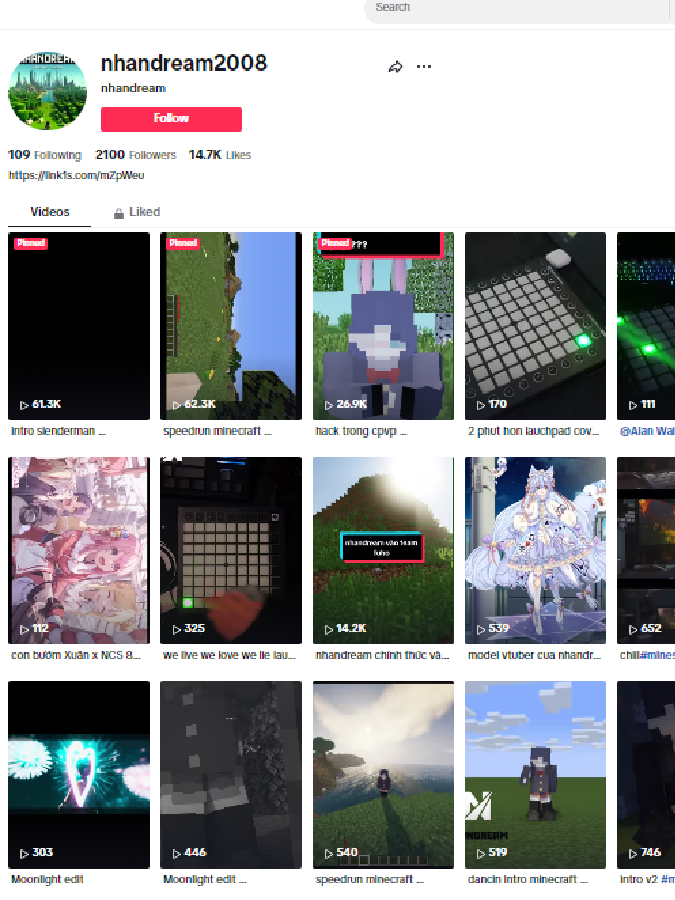 Search
NHANDREAM
nhandream2008
nhandream
Follow
109 Following 2100 Followers 14.7K Likes
https://link1s.com/mZpWeu
Videos Liked
Pinned Pinned Pinned ???
61.3K 62.3K 26.9K 170 111
intro slenderman ... speedrun minecraft ... hack trong cpvp ... 2 phut hon lauchpad cov... @Alan Wal
nhandream vào team
112 325 14.2K 539 652
con bướm Xuân x NCS 8... we live we love we lie lau... nhandream chính thức và... model vtuber cua nhandr... chill#mines
NDREAM
303 446 540 519 746
Moonlight edit Moonlight edit ... speedrun minecraft ... dancin intro minecraft ... intro v2 #m